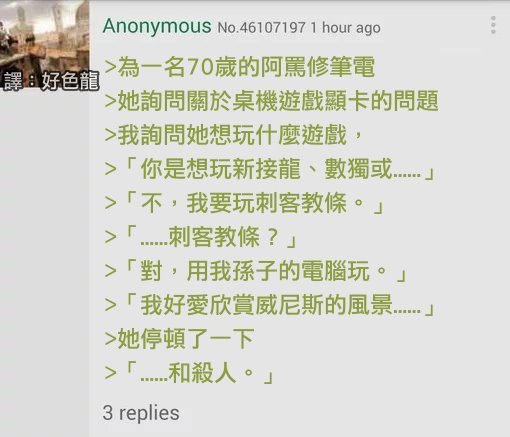 Anonymous No.46107197 1 hour ago
譯：好色龍
>為一名70歲的阿罵修筆電
>她詢問關於桌機遊戲顯卡的問題
>我詢問她想玩什麼遊戲，
>「你是想玩新接龍、數獨或......」
>「不，我要玩刺客教條。」
>「......刺客教條？」
>「對，用我孫子的電腦玩。」
>「我好愛欣賞威尼斯的風景......」
>她停頓了一下
>「......和殺人。」
3 replies